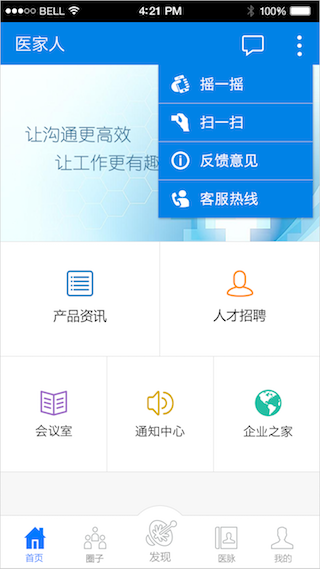 BELL 4:21 PM 100%
医家人
摇一摇
扫一扫
反馈意见
客服热线
让沟通更高效
让工作更有趣
产品资讯 人才招聘
会议室 通知中心 企业之家
首页 圈子 发现 医脉 我的